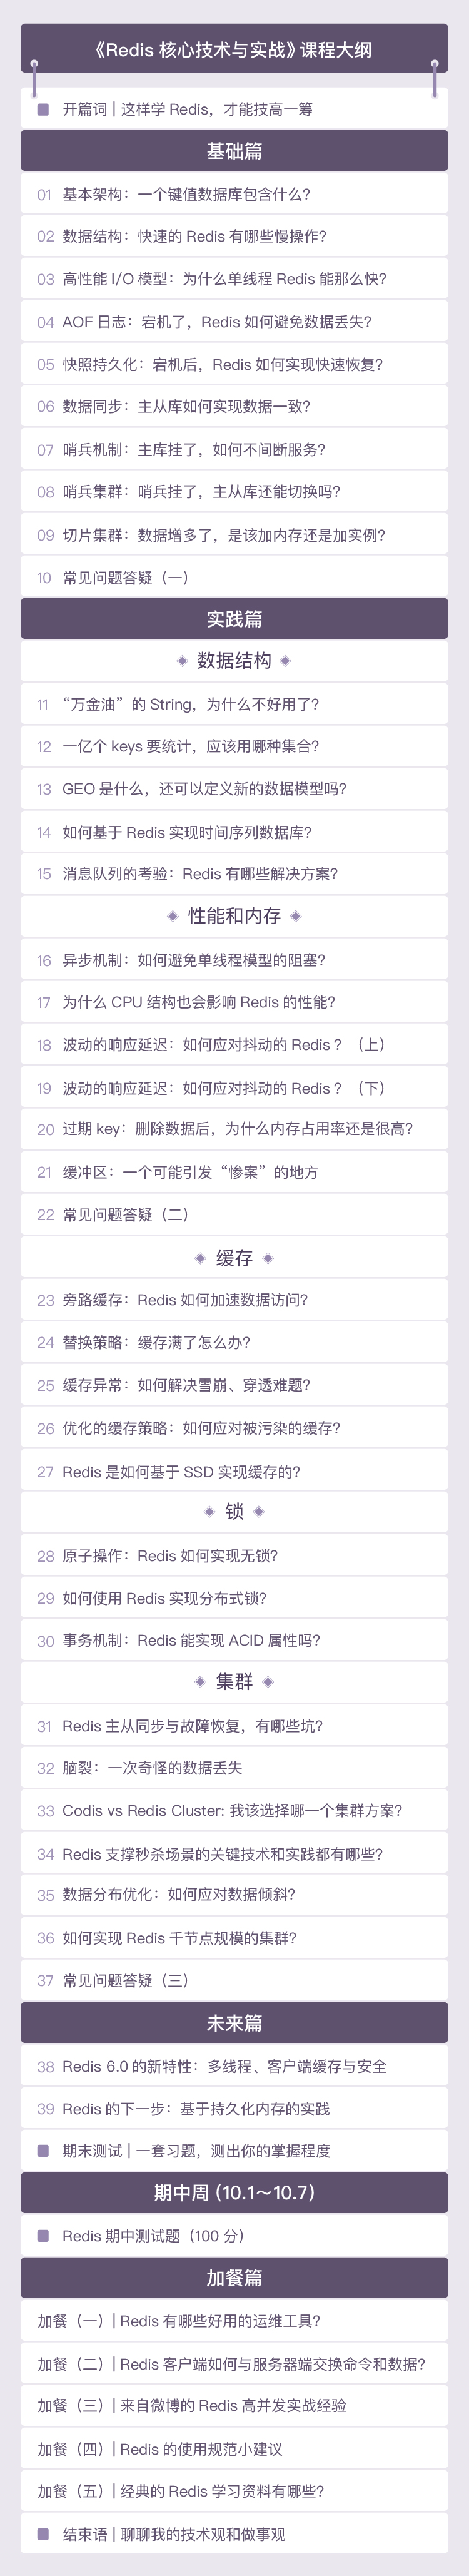 《Redis 核心技术与实战》课程大纲
开篇词 | 这样学 Redis，才能技高一筹
基础篇
01 基本架构：一个键值数据库包含什么？
02 数据结构：快速的 Redis 有哪些慢操作？
03 高性能 I/O 模型：为什么单线程 Redis 能那么快？
04 AOF 日志：宕机了，Redis 如何避免数据丢失？
05 快照持久化：宕机后，Redis 如何实现快速恢复？
06 数据同步：主从库如何实现数据一致？
07 哨兵机制：主库挂了，如何不间断服务？
08 哨兵集群：哨兵挂了，主从库还能切换吗？
09 切片集群：数据增多了，是该加内存还是加实例？
10 常见问题答疑（一）
实践篇
数据结构
11 “万金油”的 String，为什么不好用了？
12 一亿个 keys 要统计，应该用哪种集合？
13 GEO 是什么，还可以定义新的数据模型吗？
14 如何基于 Redis 实现时间序列数据库？
15 消息队列的考验：Redis 有哪些解决方案？
性能和内存
16 异步机制：如何避免单线程模型的阻塞？
17 为什么 CPU 结构也会影响 Redis 的性能？
18 波动的响应延迟：如何应对抖动的 Redis ？（上）
19 波动的响应延迟：如何应对抖动的 Redis ？（下）
20 过期 key：删除数据后，为什么内存占用率还是很高？
21 缓冲区：一个可能引发“惨案”的地方
22 常见问题答疑（二）
缓存
23 旁路缓存：Redis 如何加速数据访问？
24 替换策略：缓存满了怎么办？
25 缓存异常：如何解决雪崩、穿透难题？
26 优化的缓存策略：如何应对被污染的缓存？
27 Redis 是如何基于 SSD 实现缓存的？
锁
28 原子操作：Redis 如何实现无锁？
29 如何使用 Redis 实现分布式锁？
30 事务机制：Redis 能实现 ACID 属性吗？
集群
31 Redis 主从同步与故障恢复，有哪些坑？
32 脑裂：一次奇怪的数据丢失
33 Codis vs Redis Cluster: 我该选择哪一个集群方案？
34 Redis 支撑秒杀场景的关键技术和实践都有哪些？
35 数据分布优化：如何应对数据倾斜？
36 如何实现 Redis 千节点规模的集群？
37 常见问题答疑（三）
未来篇
38 Redis 6.0 的新特性：多线程、客户端缓存与安全
39 Redis 的下一步：基于持久化内存的实践
期末测试 | 一套习题，测出你的掌握程度
期中周 (10.1～10.7)
Redis 期中测试题（100 分）
加餐篇
加餐（一）| Redis 有哪些好用的运维工具？
加餐（二）| Redis 客户端如何与服务器端交换命令和数据？
加餐（三）| 来自微博的 Redis 高并发实战经验
加餐（四）| Redis 的使用规范小建议
加餐（五）| 经典的 Redis 学习资料有哪些？
结束语 | 聊聊我的技术观和做事观